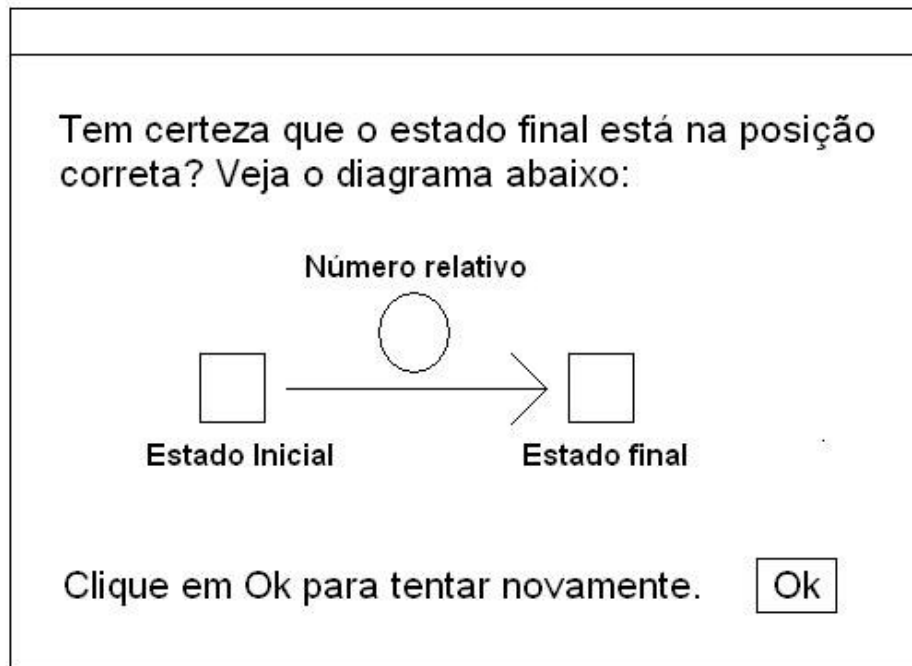 Tem certeza que o estado final está na posição
correta? Veja o diagrama abaixo:
Número relativo
Estado Inicial
Estado final
Clique em Ok para tentar novamente.
Ok